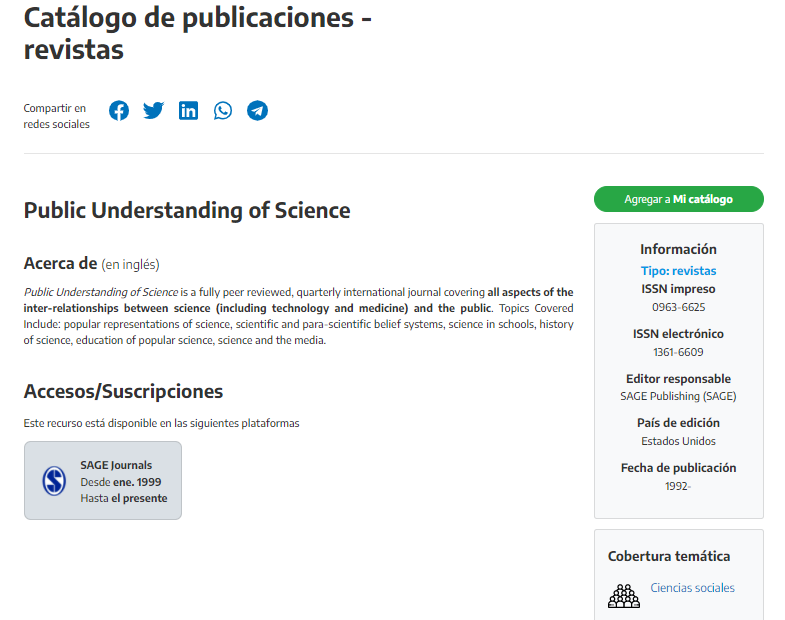 Catálogo de publicaciones -
revistas
Compartir en
redes sociales
Public Understanding of Science
Acerca de (en inglés)
Public Understanding of Science is a fully peer reviewed, quarterly international journal covering all aspects of the
inter-relationships between science (including technology and medicine) and the public. Topics Covered
Include: popular representations of science, scientific and para-scientific belief systems, science in schools, history
of science, education of popular science, science and the media.
Accesos/Suscripciones
Este recurso está disponible en las siguientes plataformas
SAGE Journals
Desde ene. 1999
Hasta el presente
Agregar a Mi catálogo
Información
Tipo: revistas
ISSN impreso
0963-6625
ISSN electrónico
1361-6609
Editor responsable
SAGE Publishing (SAGE)
País de edición
Estados Unidos
Fecha de publicación
1992-
Cobertura temática
Ciencias sociales